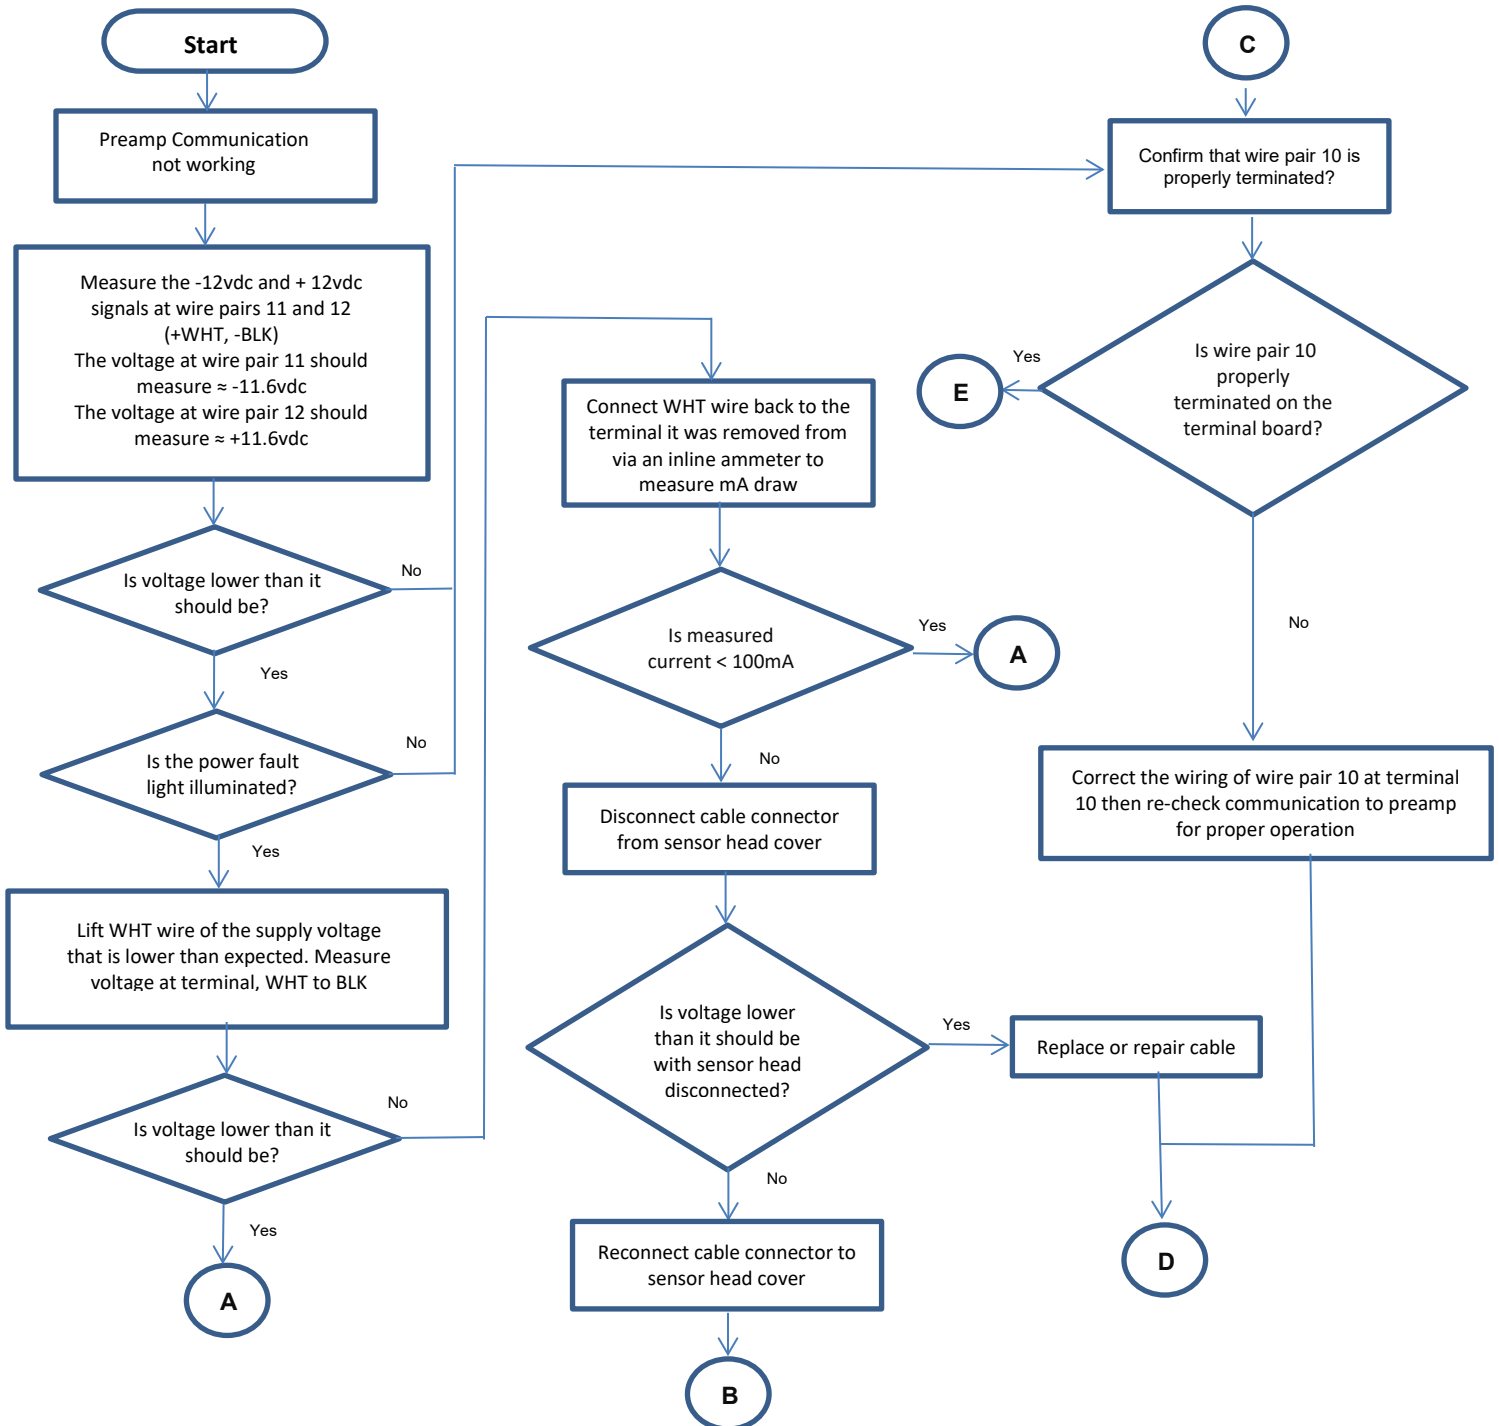 Start
Preamp Communication
not working
Measure the -12vdc and + 12vdc
signals at wire pairs 11 and 12
(+WHT, -BLK)
The voltage at wire pair 11 should
measure ≈ -11.6vdc
The voltage at wire pair 12 should
measure ≈ +11.6vdc
Is voltage lower than it
should be?
No
Yes
Is the power fault
light illuminated?
No
Yes
Lift WHT wire of the supply voltage
that is lower than expected. Measure
voltage at terminal, WHT to BLK
Is voltage lower than it
should be?
No
Yes
A
Connect WHT wire back to the
terminal it was removed from
via an inline ammeter to
measure mA draw
Is measured
current < 100mA
Yes
A
No
Disconnect cable connector
from sensor head cover
Is voltage lower
than it should be
with sensor head
disconnected?
Yes
Replace or repair cable
No
Reconnect cable connector to
sensor head cover
B
C
Confirm that wire pair 10 is
properly terminated?
Is wire pair 10
properly
terminated on the
terminal board?
Yes
E
No
Correct the wiring of wire pair 10 at terminal
10 then re-check communication to preamp
for proper operation
D